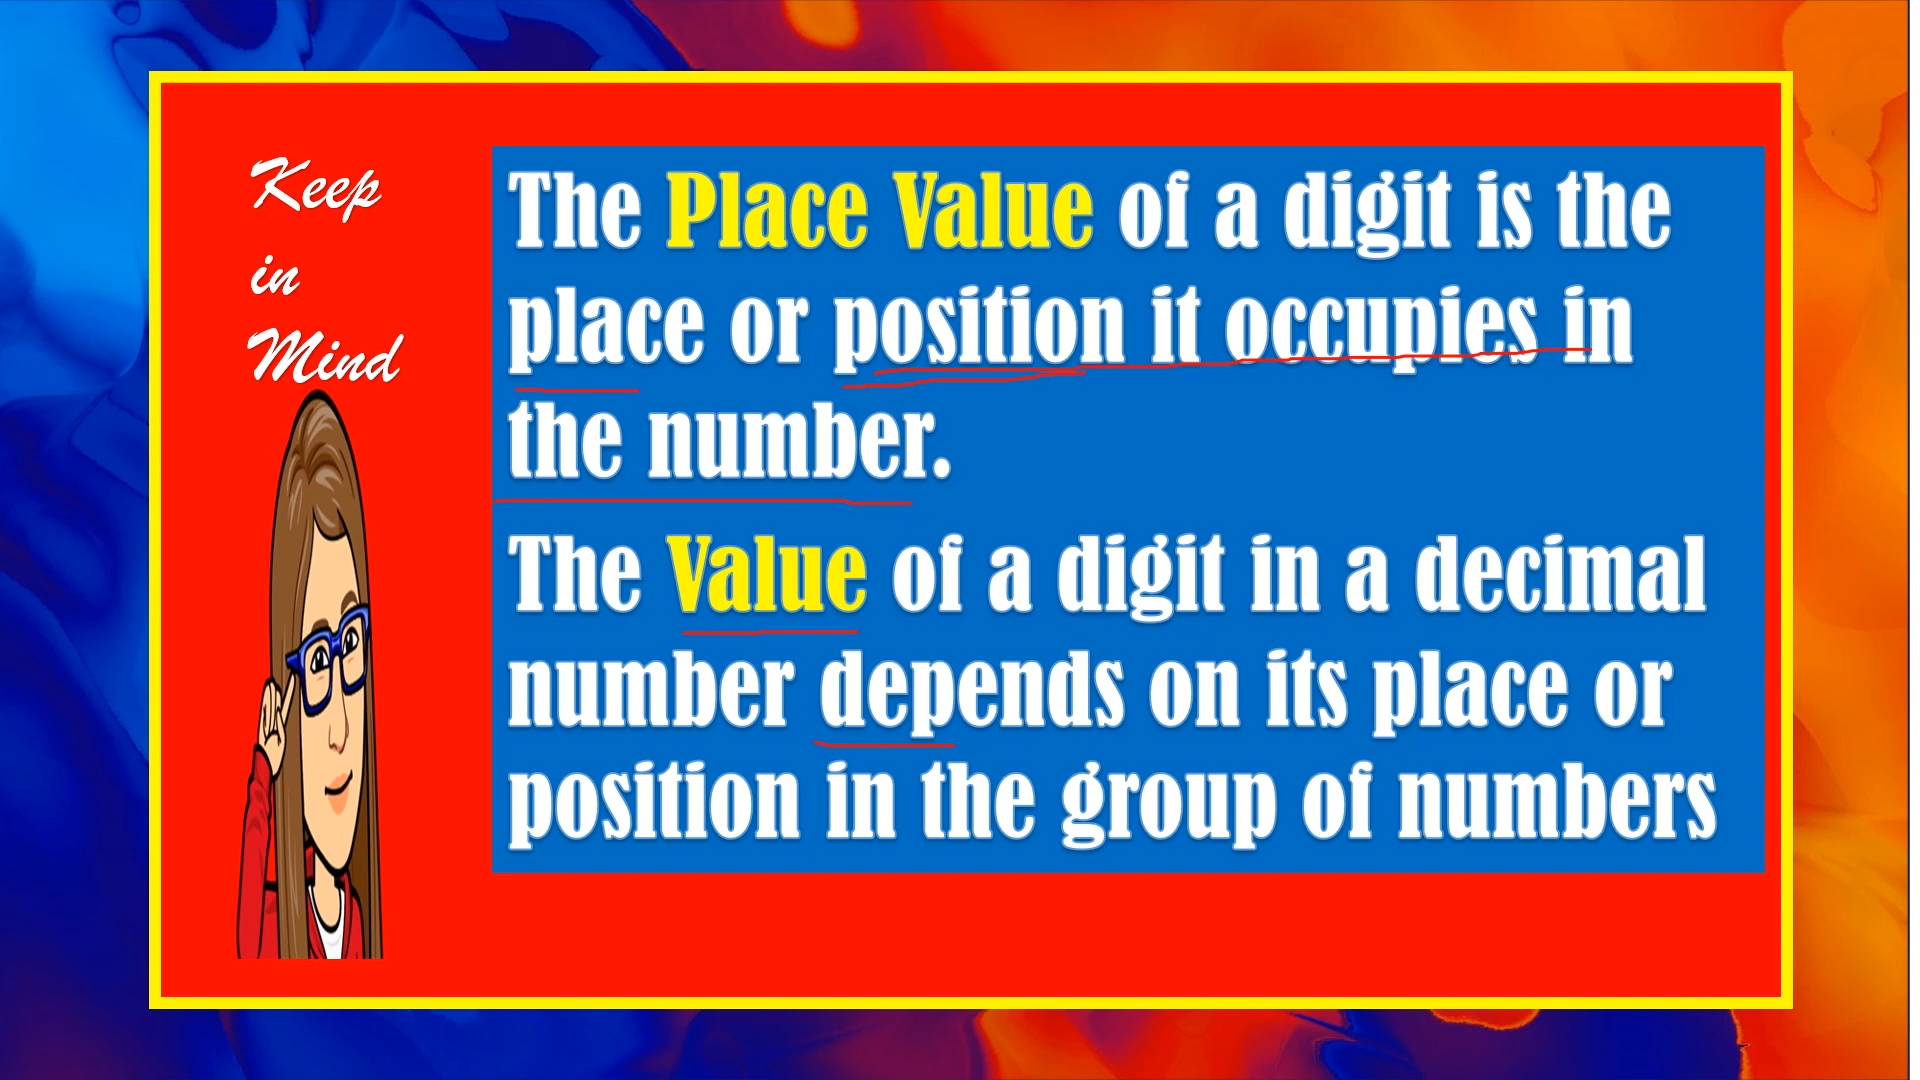 Keep
in
Mind
The Place Value of a digit is the
place or position it occupies in
the number.
The Value of a digit in a decimal
number depends on its place or
position in the group of numbers